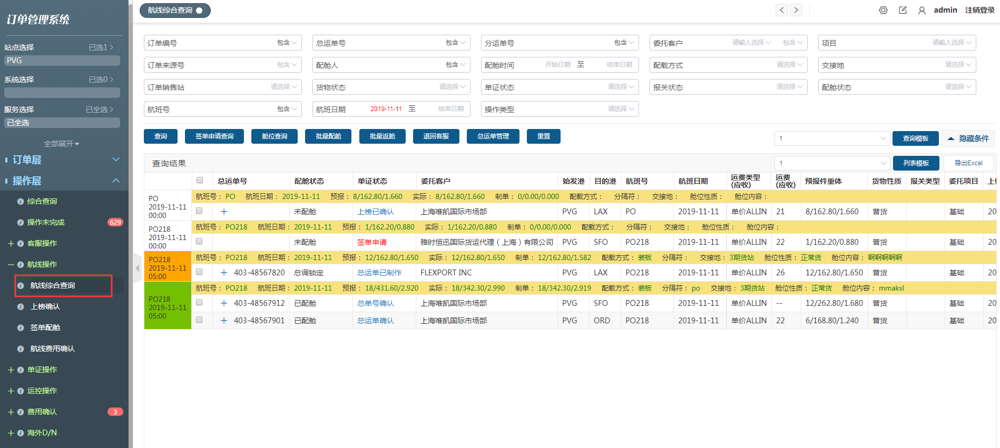 订单管理系统
站点选择 已选1
PVG
系统选择 已选0
服务选择 已全选
已全选
全部展开
订单层
操作层
综合查询
操作未完成 629
客服操作
航线操作
航线综合查询
上榜确认
签单配舱
航线费用确认
单证操作
运控操作
费用确认 3
海外D/N
航线综合查询
admin 注销登录
订单编号 包含 总运单号 包含 分运单号 包含 委托客户 请输入选择 包含 项目 请输入选择
订单来源号 包含 配舱人 包含 配舱时间 开始日期 至 结束日期 配载方式 请选择 交接地 请选择
订单销售站 请选择 货物状态 请选择 单证状态 请选择 报关状态 请选择 配舱状态 请选择
航班号 包含 航班日期 2019-11-11 至 结束日期 操作类型 请选择
查询 签单申请查询 舱位查询 批量配舱 批量返舱 退回客服 总运单管理 重置 1 查询模板 隐藏条件
查询结果 1 列表模板 导出Excel
总运单号 配舱状态 单证状态 委托客户 始发港 目的港 航班号 航班日期 运费类型(应收) 运费(应收) 预报件重体 货物性质 报关类型 委托项目 上榜
PO 2019-11-11 00:00
航班号： PO 航班日期： 2019-11-11 预报： 8/162.80/1.660 实际： 8/162.80/1.660 制单： 0/0.00/0.000 配载方式： 分隔符： 交接地： 舱位性质： 舱位内容：
+ 未配舱 上榜已确认 上海唯凯国际市场部 PVG LAX PO 2019-11-11 单价ALLIN 21 8/162.80/1.660 普货 基础 20
PO218 2019-11-11 00:00
航班号： PO218 航班日期： 2019-11-11 预报： 1/162.20/0.880 实际： 1/162.20/0.880 制单： 0/0.00/0.000 配载方式： 分隔符： 交接地： 舱位性质： 舱位内容：
未配舱 签单申请 雅时恒迅国际货运代理（上海）有限公司 PVG SFO PO218 2019-11-11 单价ALLIN 22 1/162.20/0.880 普货 基础 20
PO218 2019-11-11 05:00
航班号： PO218 航班日期： 2019-11-11 预报： 12/162.80/1.650 实际： 12/162.80/1.650 制单： 12/162.80/1.582 配载方式： 装板 分隔符： 交接地： 3期货站 舱位性质： 正常货 舱位内容： 啊啊啊啊啊
+ 403-48567820 总调锁定 总运单已制作 FLEXPORT INC PVG LAX PO218 2019-11-11 单价ALLIN 26 12/162.80/1.650 普货 基础 20
PO218 2019-11-11 05:00
航班号： PO218 航班日期： 2019-11-11 预报： 18/431.60/2.920 实际： 18/342.30/2.990 制单： 18/342.30/2.919 配载方式： 装板 分隔符： po 交接地： 3期货站 舱位性质： 正常货 舱位内容： mmaksl
+ 403-48567912 已配舱 总单号确认 上海唯凯国际市场部 PVG SFO PO218 2019-11-11 单价ALLIN -- 12/262.80/1.680 普货 基础 20
+ 403-48567901 已配舱 总运单确认 上海唯凯国际市场部 PVG ORD PO218 2019-11-11 单价ALLIN 22 6/168.80/1.240 普货 基础 20